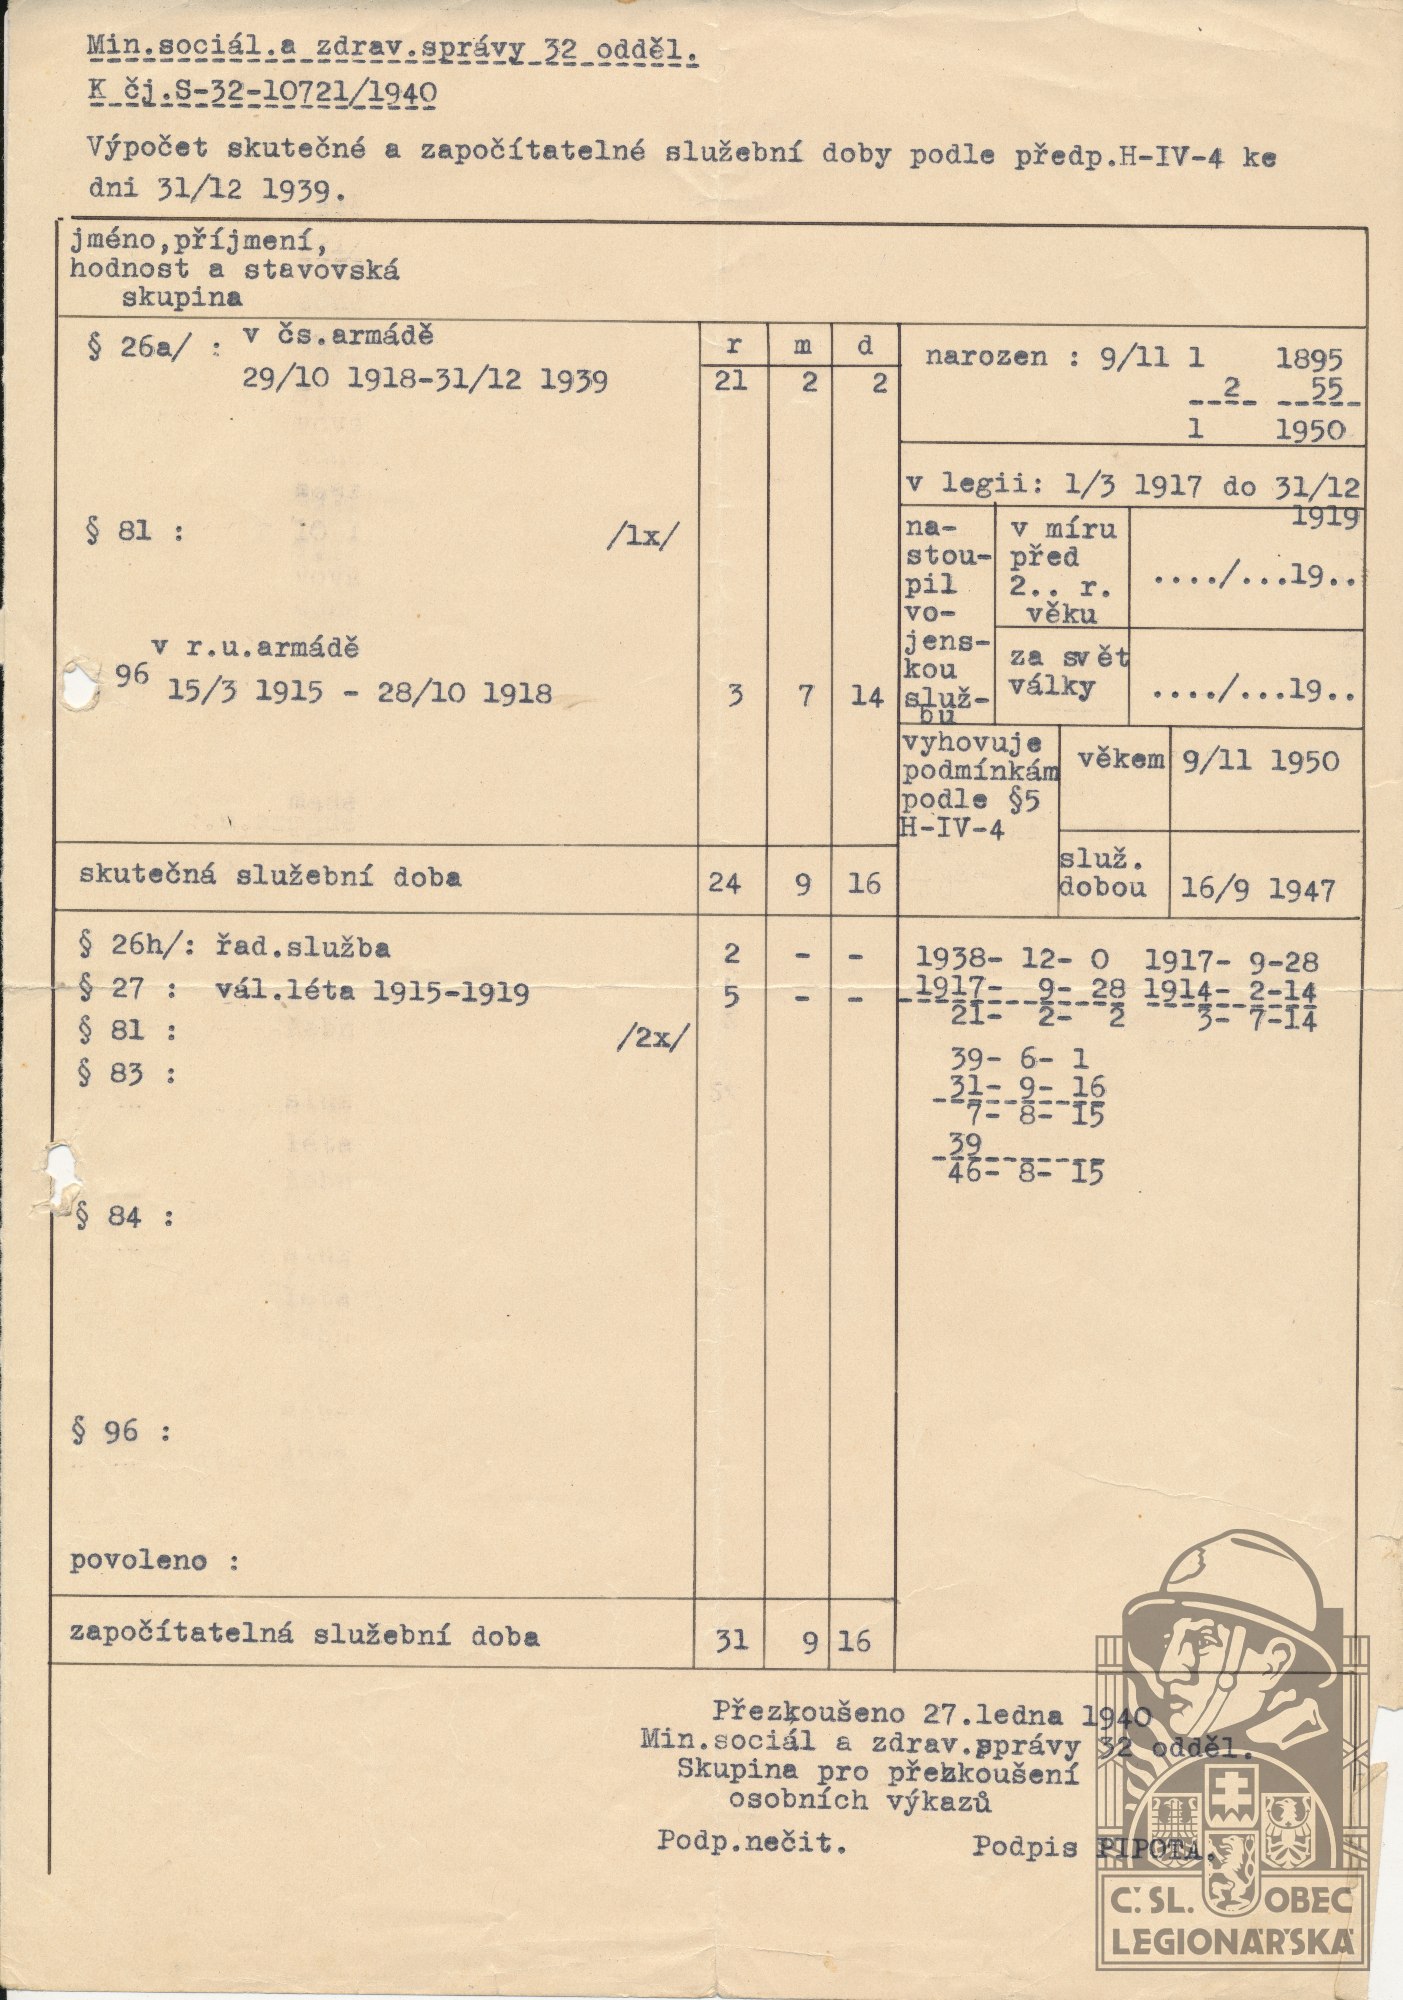 Min.sociál.a zdrav.správy 32 odděl.
K čj.S-32-10721/1940
Výpočet skutečné a započítatelné služební doby podle předp.H-IV-4 ke
dni 31/12 1939.
jméno,příjmení,
hodnost a stavovská
skupina
§ 26a/ : v čs.armádě
r m d
29/10 1918-31/12 1939 21 2 2
§ 81 : /1x/
v r.u.armádě
96 15/3 1915 - 28/10 1918 3 7 14
skutečná služební doba 24 9 16
§ 26h/: řad.služba 2 - -
§ 27 : vál.léta 1915-1919 5 - -
§ 81 : /2x/
§ 83 :
§ 84 :
§ 96 :
povoleno :
započítatelná služební doba 31 9 16
narozen : 9/11 1 1895
2 55
1 1950
v legii: 1/3 1917 do 31/12
1919
na-
stou-
pil
vo-
jens-
kou
služ-
bu
v míru
před
2.. r.
věku
..../...19..
za svět
války
..../...19..
vyhovuje
podmínkám
podle §5
H-IV-4
věkem 9/11 1950
služ.
dobou 16/9 1947
1938- 12- 0 1917- 9-28
1917- 9- 28 1914- 2-14
21- 2- 2 3- 7-14
39- 6- 1
31- 9- 16
7- 8- 15
39
46- 8- 15
Přezkoušeno 27.ledna 1940
Min.sociál a zdrav.správy 32 odděl.
Skupina pro přezkoušení
osobních výkazů
Podp.nečit. Podpis PIPOTA.
Č.SL. OBEC
LEGIONÁŘSKÁ